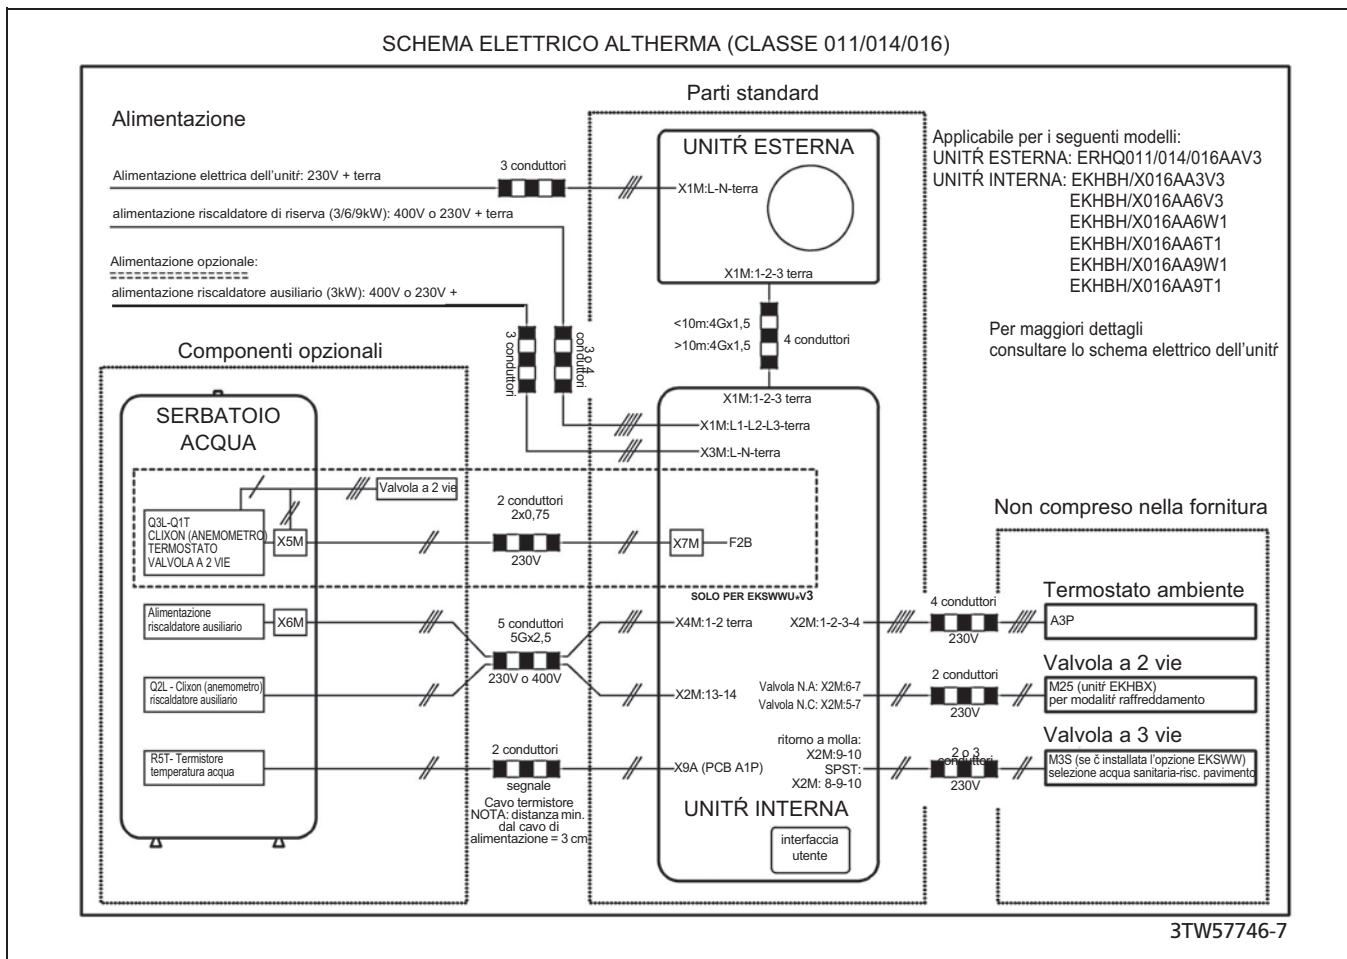 SCHEMA ELETTRICO ALTHERMA (CLASSE 011/014/016)
Parti standard
Alimentazione
Alimentazione elettrica dell'unitŕ: 230V + terra
3 conduttori
alimentazione riscaldatore di riserva (3/6/9kW): 400V o 230V + terra
Alimentazione opzionale:
alimentazione riscaldatore ausiliario (3kW): 400V o 230V +
3 conduttori
3 o 4
conduttori
UNITŔ ESTERNA
X1M:L-N-terra
X1M:1-2-3 terra
<10m:4Gx1,5
>10m:4Gx1,5
4 conduttori
Applicabile per i seguenti modelli:
UNITŔ ESTERNA: ERHQ011/014/016AAV3
UNITŔ INTERNA: EKHBH/X016AA3V3
EKHBH/X016AA6V3
EKHBH/X016AA6W1
EKHBH/X016AA6T1
EKHBH/X016AA9W1
EKHBH/X016AA9T1
Per maggiori dettagli
consultare lo schema elettrico dell'unitŕ
Componenti opzionali
SERBATOIO
ACQUA
Valvola a 2 vie
Q3L-Q1T
CLIXON (ANEMOMETRO)
TERMOSTATO
VALVOLA A 2 VIE
X5M
2 conduttori
2x0,75
230V
X1M:1-2-3 terra
X1M:L1-L2-L3-terra
X3M:L-N-terra
X7M
F2B
SOLO PER EKSWWU*V3
Alimentazione
riscaldatore ausiliario
X6M
5 conduttori
5Gx2,5
230V o 400V
X4M:1-2 terra
Q2L - Clixon (anemometro)
riscaldatore ausiliario
X2M:13-14
R5T- Termistore
temperatura acqua
2 conduttori
segnale
Cavo termistore
NOTA: distanza min.
dal cavo di
alimentazione = 3 cm
X9A (PCB A1P)
X2M:1-2-3-4
Valvola N.A: X2M:6-7
Valvola N.C: X2M:5-7
ritorno a molla:
X2M:9-10
SPST:
X2M: 8-9-10
UNITŔ INTERNA
interfaccia
utente
Non compreso nella fornitura
4 conduttori
230V
Termostato ambiente
A3P
2 conduttori
230V
Valvola a 2 vie
M25 (unitŕ EKHBX)
per modalitŕ raffreddamento
2 o 3
conduttori
230V
Valvola a 3 vie
M3S (se č installata l'opzione EKSWW)
selezione acqua sanitaria-risc. pavimento
3TW57746-7